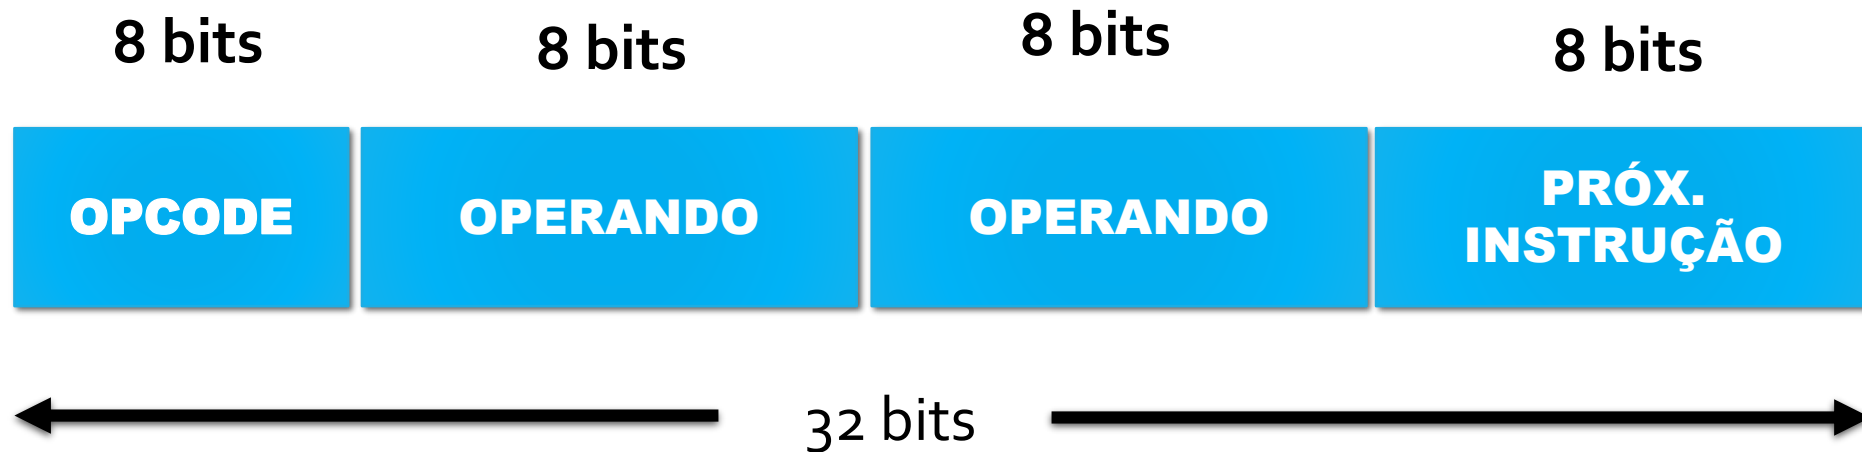 8 bits
8 bits
8 bits
8 bits
OPCODE
OPERANDO
OPERANDO
PRÓX.
INSTRUÇÃO
32 bits